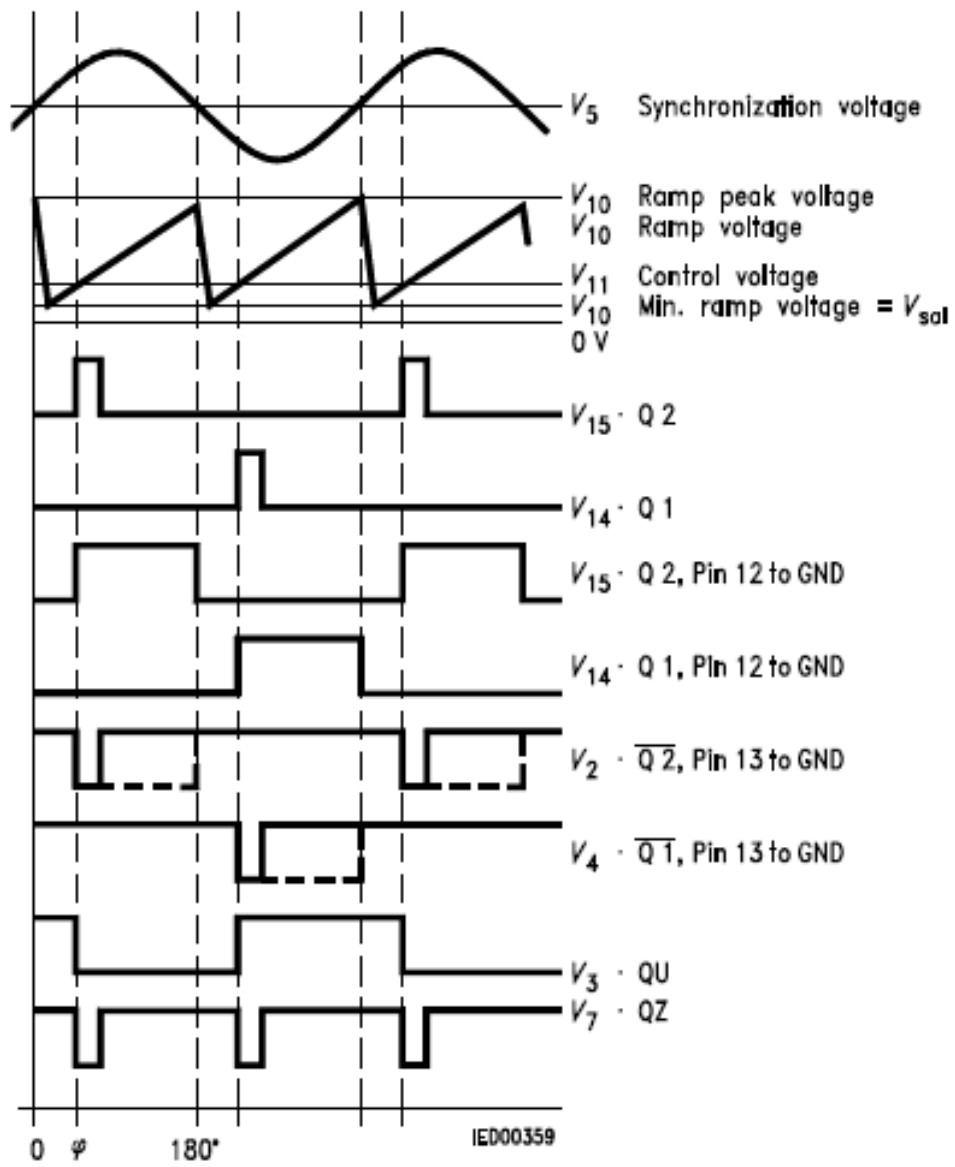 V5 Synchronization voltage
V10 Ramp peak voltage
V10 Ramp voltage
V11 Control voltage
V10 Min. ramp voltage = Vsat
0 V
V15 · Q 2
V14 · Q 1
V15 · Q 2, Pin 12 to GND
V14 · Q 1, Pin 12 to GND
V2 · Q̅ 2̅, Pin 13 to GND
V4 · Q̅ 1̅, Pin 13 to GND
V3 · QU
V7 · QZ
IED00359
0 φ 180°